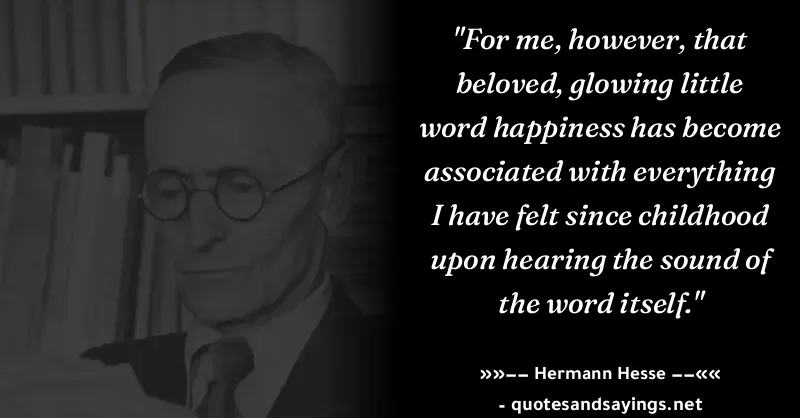 "For me, however, that
beloved, glowing little
word happiness has become
associated with everything
I have felt since childhood
upon hearing the sound of
the word itself."
»»−− Hermann Hesse −−««
- quotesandsayings.net